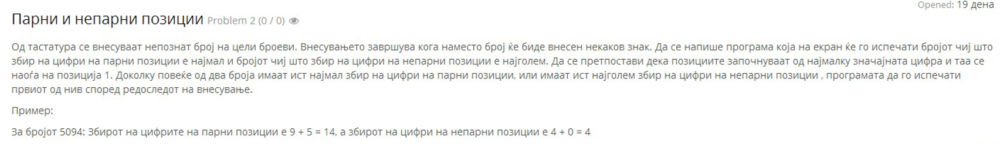 Opened: 19 дена
Парни и непарни позиции Problem 2 (0 / 0)
Од тастатура се внесуваат непознат број на цели броеви. Внесувањето завршува кога наместо број ќе биде внесен некаков знак. Да се напише програма која на екран ќе го испечати бројот чиј што
збир на цифри на парни позиции е најмал и бројот чиј што збир на цифри на непарни позиции е најголем. Да се претпостави дека позициите започнуваат од најмалку значајната цифра и таа се
наоѓа на позиција 1. Доколку повеќе од два броја имаат ист најмал збир на цифри на парни позиции, или имаат ист најголем збир на цифри на непарни позиции , програмата да го испечати
првиот од нив според редоследот на внесување.
Пример:
За бројот 5094: Збирот на цифрите на парни позиции е 9 + 5 = 14, а збирот на цифри на непарни позиции е 4 + 0 = 4